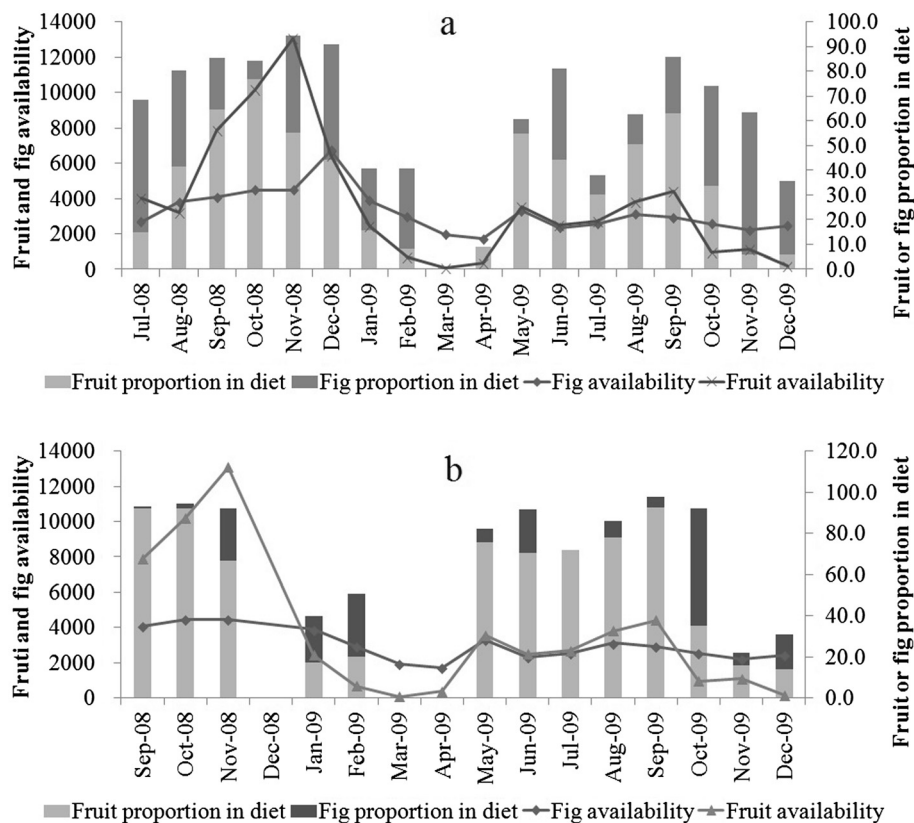 a
Fruit and fig availability
14000
12000
10000
8000
6000
4000
2000
0
100.0
90.0
80.0
70.0
60.0
50.0
40.0
30.0
20.0
10.0
0.0
Fruit or fig proportion in diet
Jul-08
Aug-08
Sep-08
Oct-08
Nov-08
Dec-08
Jan-09
Feb-09
Mar-09
Apr-09
May-09
Jun-09
Jul-09
Aug-09
Sep-09
Oct-09
Nov-09
Dec-09
Fruit proportion in diet Fig proportion in diet Fig availability Fruit availability
b
Fruti and fig availability
14000
12000
10000
8000
6000
4000
2000
0
120.0
100.0
80.0
60.0
40.0
20.0
0.0
Fruit or fig proportion in diet
Sep-08
Oct-08
Nov-08
Dec-08
Jan-09
Feb-09
Mar-09
Apr-09
May-09
Jun-09
Jul-09
Aug-09
Sep-09
Oct-09
Nov-09
Dec-09
Fruit proportion in diet Fig proportion in diet Fig availability Fruit availability